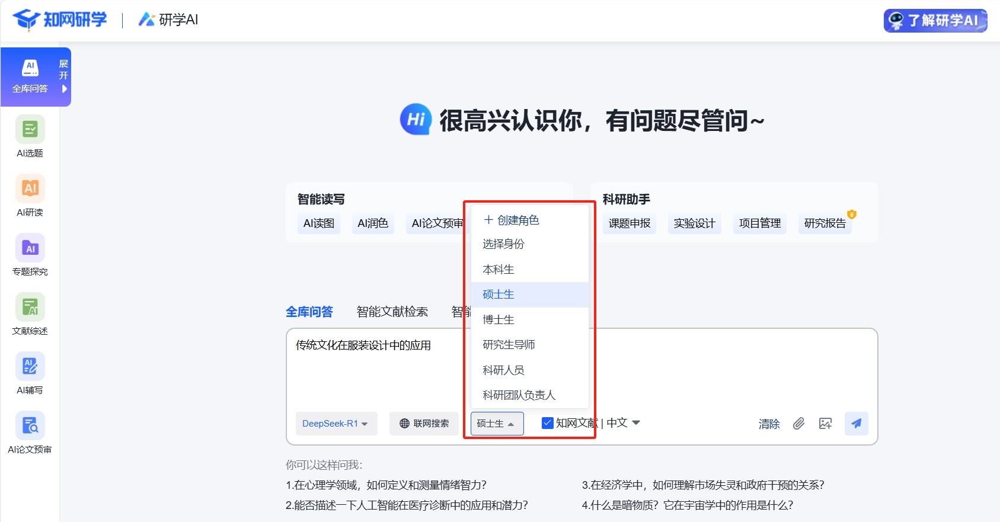 知网研学
研学AI
了解研学AI
AI
全库问答
展开
AI选题
AI
AI研读
AI
专题探究
AI
文献综述
AI
AI辅写
AI论文预审
Hi
很高兴认识你，有问题尽管问~
智能读写
AI读图
AI润色
AI论文预审
科研助手
课题申报
实验设计
项目管理
研究报告
¥
+ 创建角色
选择身份
本科生
硕士生
博士生
研究生导师
科研人员
科研团队负责人
全库问答
智能文献检索
智能
传统文化在服装设计中的应用
DeepSeek-R1
联网搜索
硕士生
知网文献 | 中文
清除
你可以这样问我：
1.在心理学领域，如何定义和测量情绪智力？
3.在经济学中，如何理解市场失灵和政府干预的关系？
2.能否描述一下人工智能在医疗诊断中的应用和潜力？
4.什么是暗物质？它在宇宙学中的作用是什么？